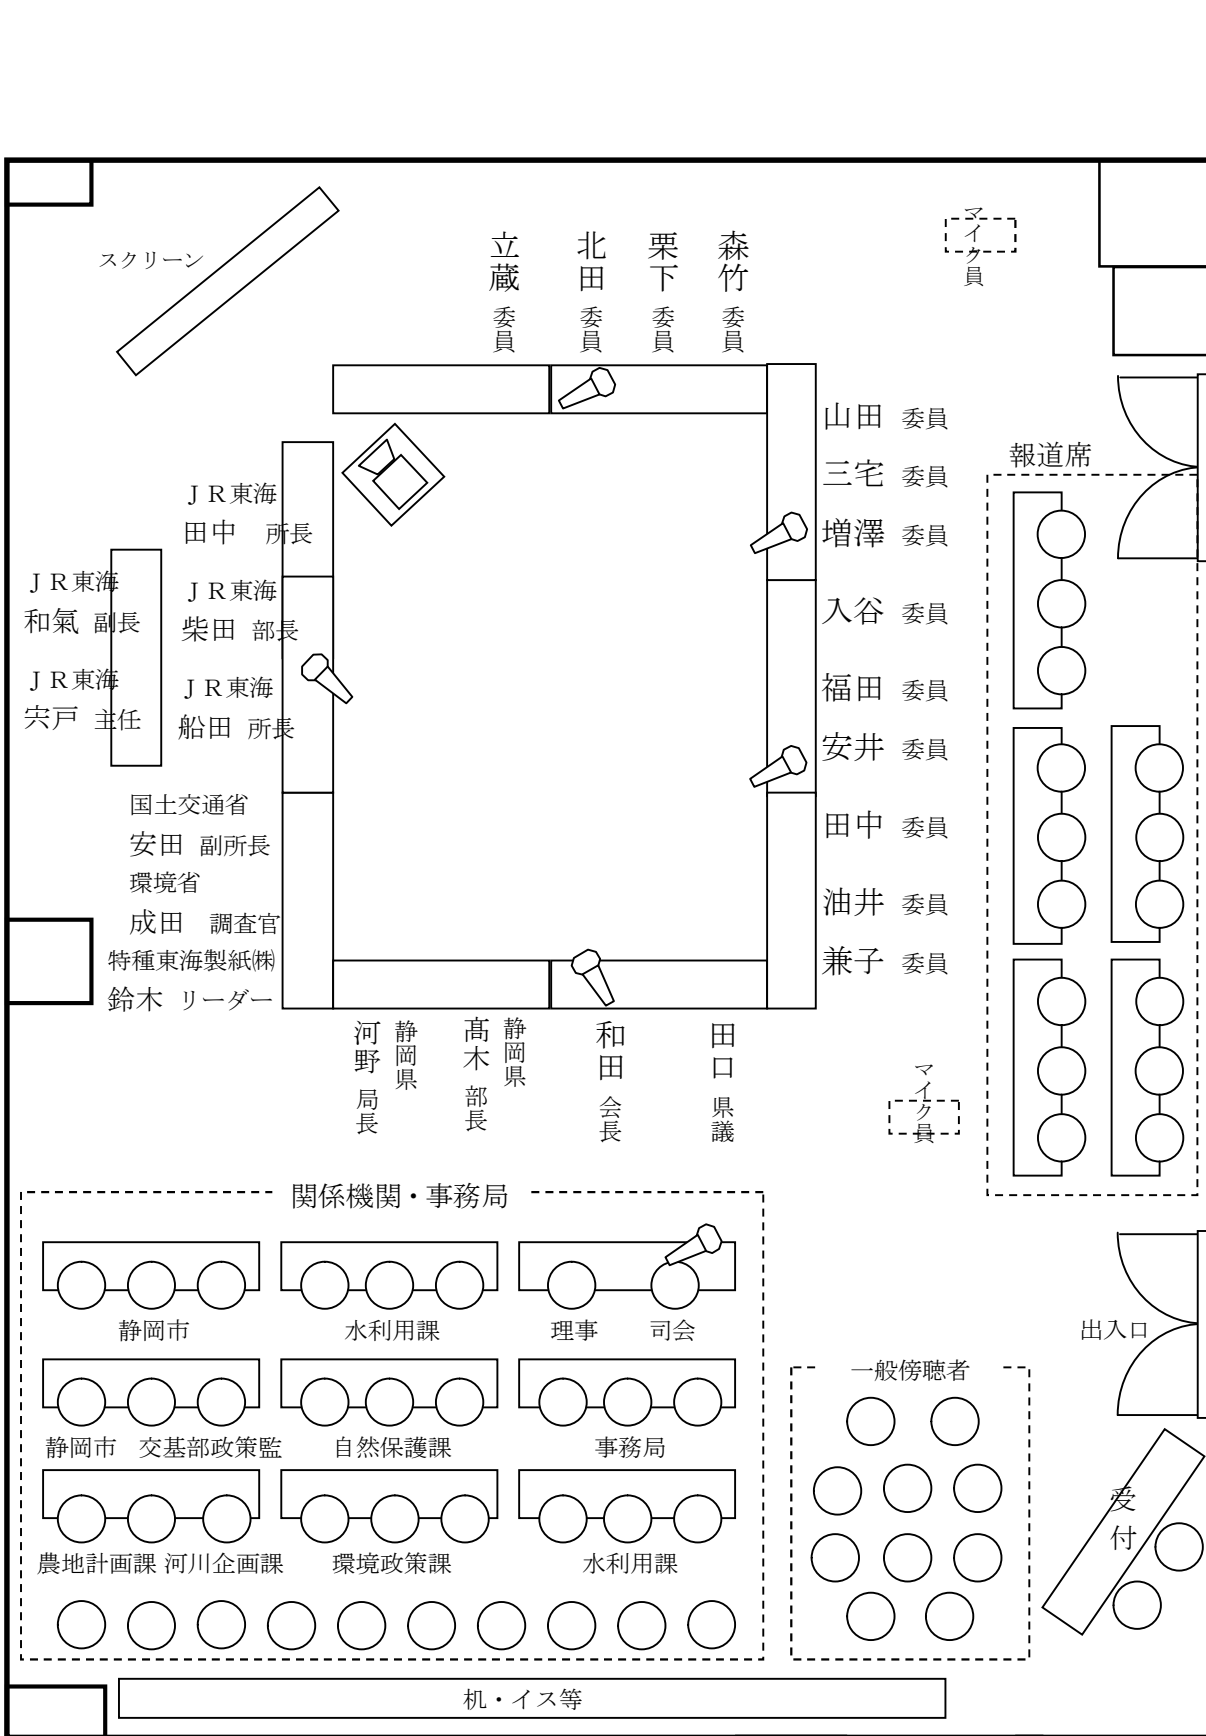 スクリーン
立蔵 委員
北田 委員
栗下 委員
森竹 委員
マイク員
山田 委員
三宅 委員
増澤 委員
入谷 委員
福田 委員
安井 委員
田中 委員
油井 委員
兼子 委員
報道席
ＪＲ東海
田中 所長
ＪＲ東海
柴田 部長
ＪＲ東海
船田 所長
ＪＲ東海
和氣 副長
ＪＲ東海
宍戸 主任
国土交通省
安田 副所長
環境省
成田 調査官
特種東海製紙㈱
鈴木 リーダー
静岡県
河野 局長
静岡県
髙木 部長
和田 会長
田口 県議
マイク員
関係機関・事務局
静岡市
水利用課
理事
司会
静岡市 交基部政策監
自然保護課
事務局
農地計画課 河川企画課
環境政策課
水利用課
一般傍聴者
出入口
受付
机・イス等